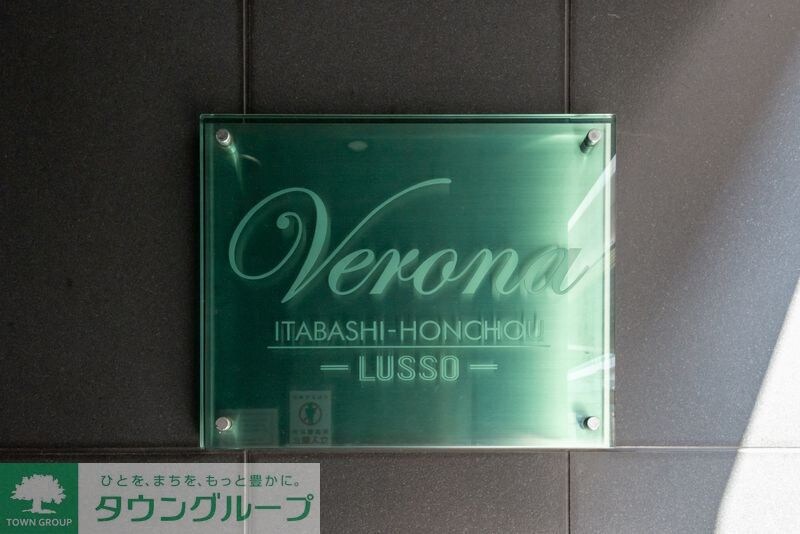 Verona
ITABASHI-HONCHOU
LUSSO
ひとを、まちを、もっと豊かに。
タウングループ
TOWN GROUP